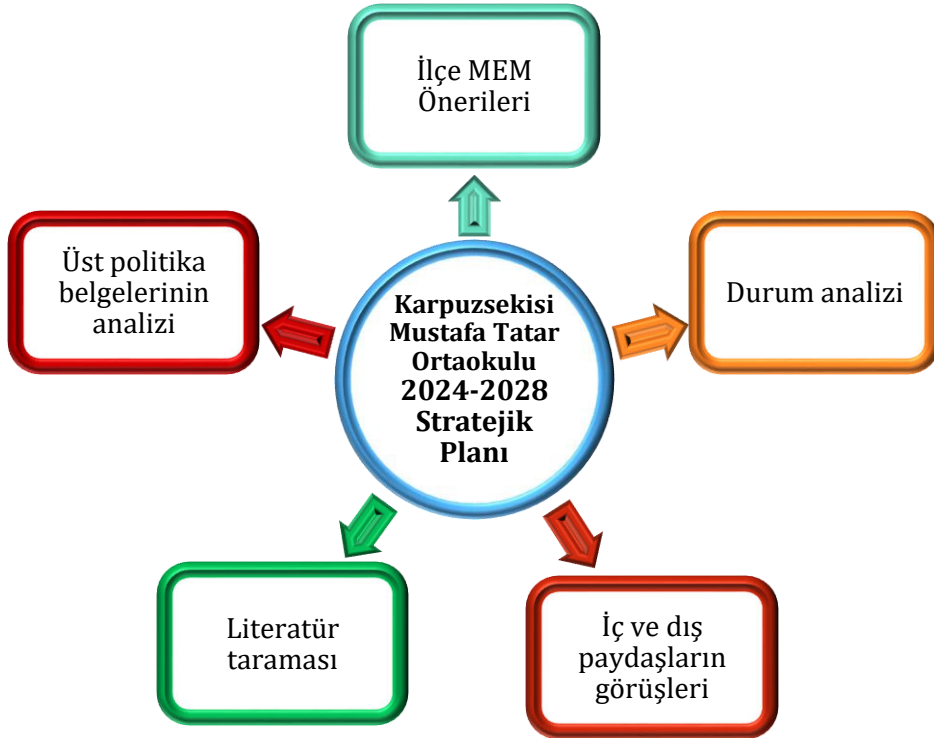 İlçe MEM
Önerileri
Üst politika
belgelerinin
analizi
Durum analizi
Karpuzsekisi
Mustafa Tatar
Ortaokulu
2024-2028
Stratejik
Planı
Literatür
taraması
İç ve dış
paydaşların
görüşleri